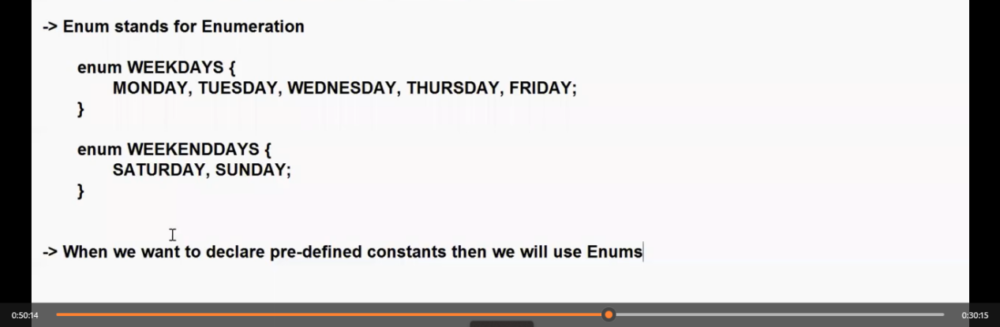 -> Enum stands for Enumeration
enum WEEKDAYS {
MONDAY, TUESDAY, WEDNESDAY, THURSDAY, FRIDAY;
}
enum WEEKENDDAYS {
SATURDAY, SUNDAY;
}
-> When we want to declare pre-defined constants then we will use Enums
0:50:14
0:30:15